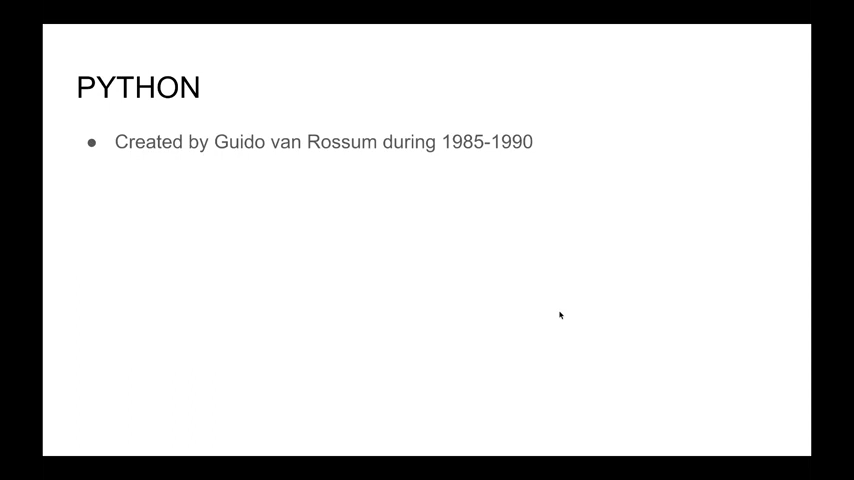 PYTHON
● Created by Guido van Rossum during 1985-1990